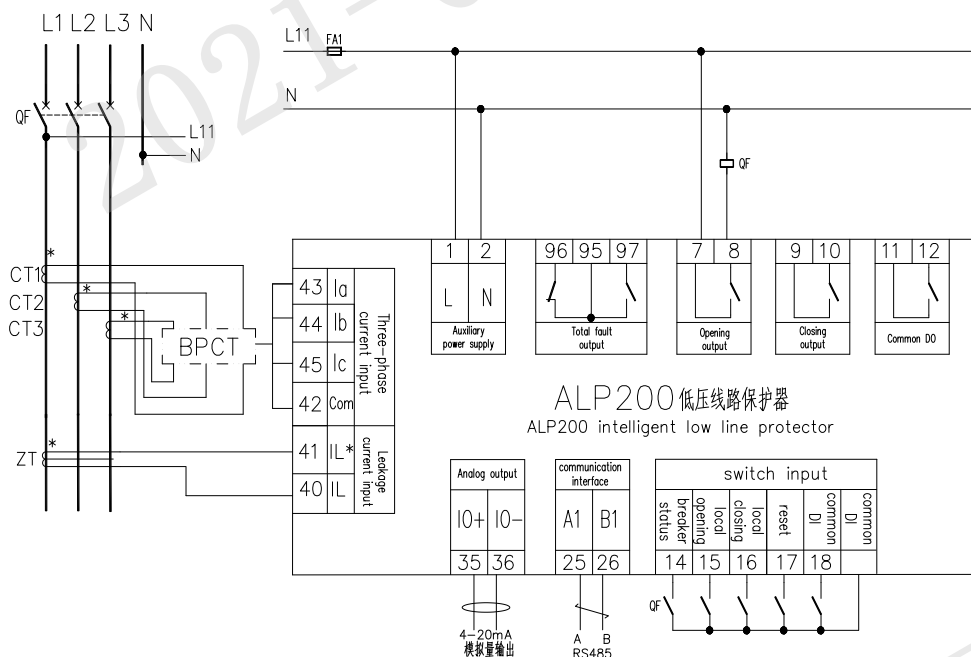 2021-
L1 L2 L3 N
L11 FA1
N
QF
L11
N
QF
*
CT1
CT2
CT3
*
*
BPCT
ZT
*
43 Ia
44 Ib
45 Ic
42 Com
Three-phase
current input
41 IL*
40 IL
Leakage
current input
1 2
L N
Auxiliary
power supply
96 95 97
Total fault
output
7 8
Opening
output
9 10
Closing
output
11 12
Common DO
ALP200低压线路保护器
ALP200 intelligent low line protector
Analog output
IO+ IO-
35 36
4-20mA
模拟量输出
communication
interface
A1 B1
25 26
A B
RS485
switch input
breaker
status
local
opening
local
closing
reset
common
DI
common
DI
14 15 16 17 18
QF